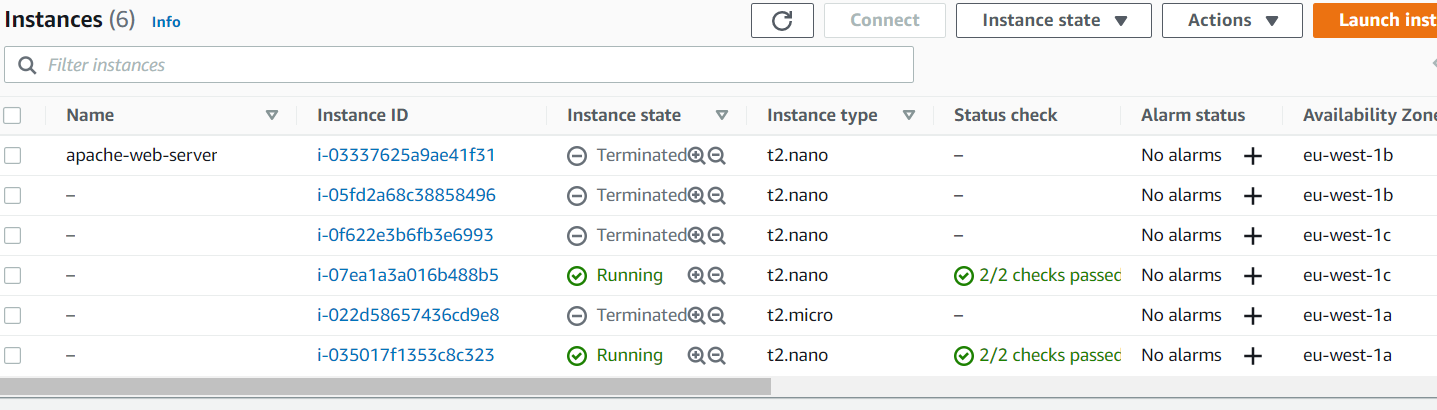 Instances (6) Info Connect Instance state Actions Launch inst
Filter instances
Name Instance ID Instance state Instance type Status check Alarm status Availability Zone
apache-web-server i-03337625a9ae41f31 Terminated t2.nano – No alarms + eu-west-1b
– i-05fd2a68c38858496 Terminated t2.nano – No alarms + eu-west-1b
– i-0f622e3b6fb3e6993 Terminated t2.nano – No alarms + eu-west-1c
– i-07ea1a3a016b488b5 Running t2.nano 2/2 checks passed No alarms + eu-west-1c
– i-022d58657436cd9e8 Terminated t2.micro – No alarms + eu-west-1a
– i-035017f1353c8c323 Running t2.nano 2/2 checks passed No alarms + eu-west-1a